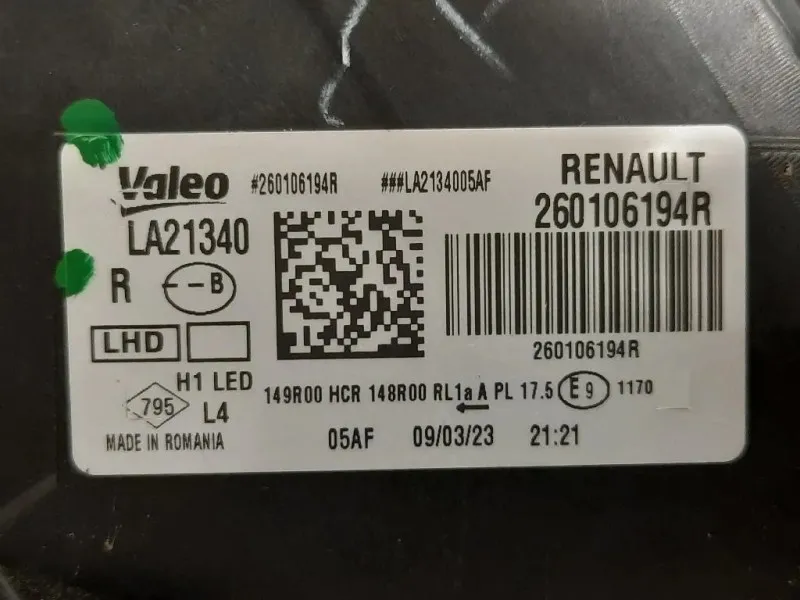 Valeo #260106194R ###LA2134005AF RENAULT
LA21340 260106194R
R --B
LHD
260106194R
H1 LED
149R00 HCR 148R00 RL1a A PL 17.5 E9 1170
795 L4
MADE IN ROMANIA 05AF 09/03/23 21:21